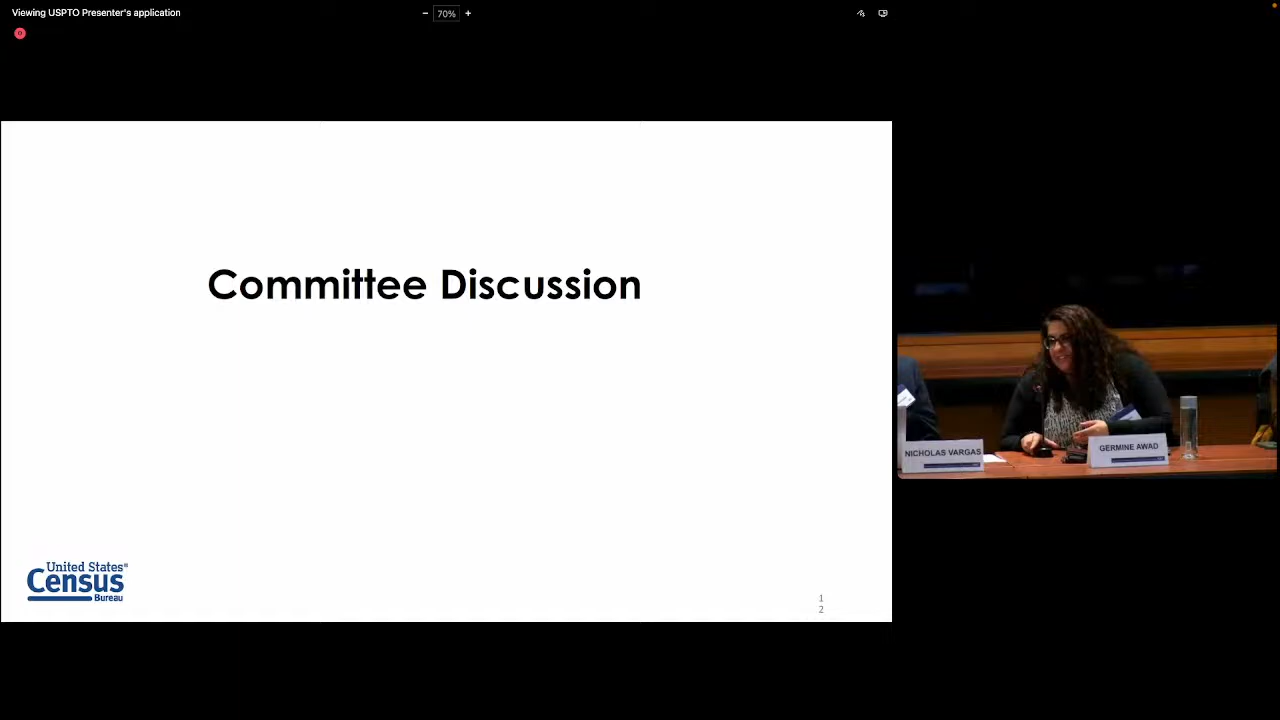 Viewing USPTO Presenter's application
70%
Committee Discussion
NICHOLAS VARGAS
GERMINE AWAD
United States®
Census
Bureau
1
2